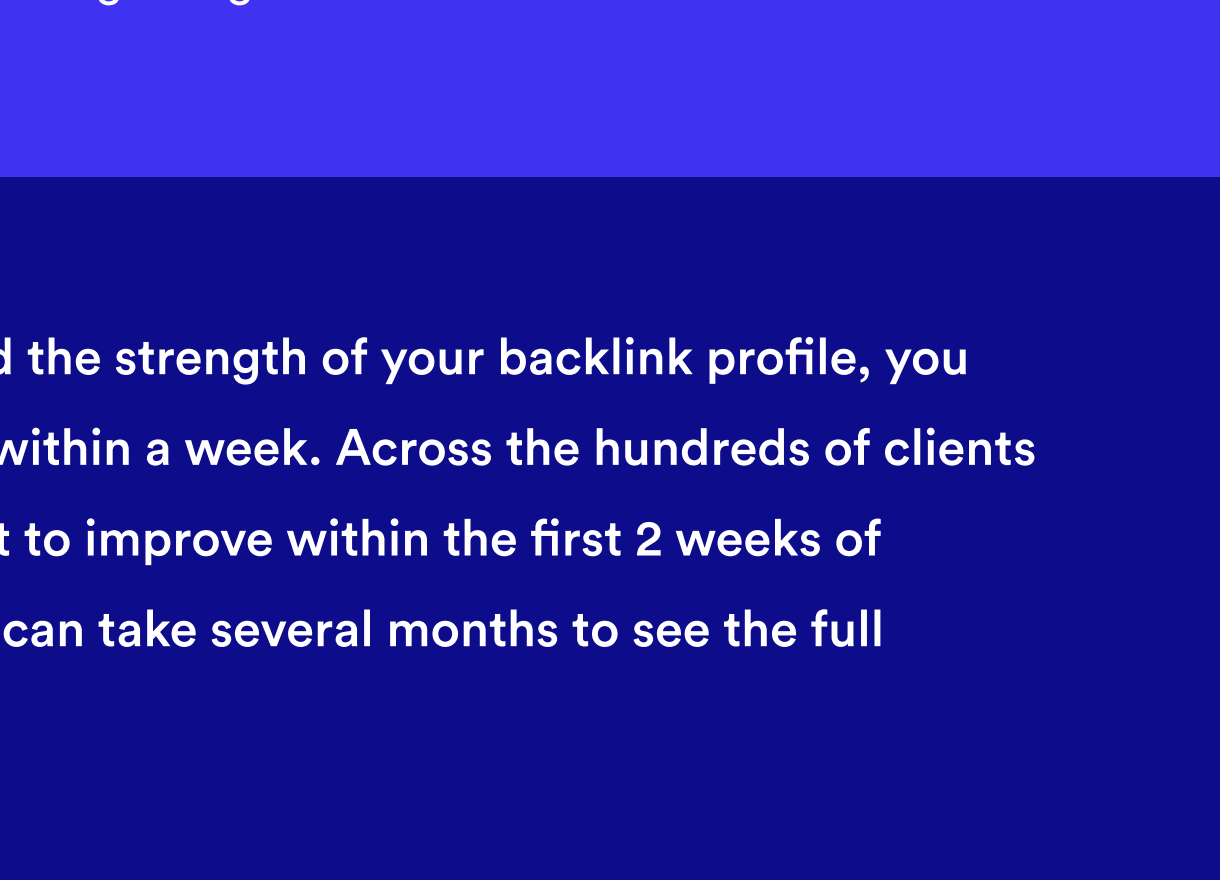 the strength of your backlink profile, you
within a week. Across the hundreds of clients
to improve within the first 2 weeks of
can take several months to see the full